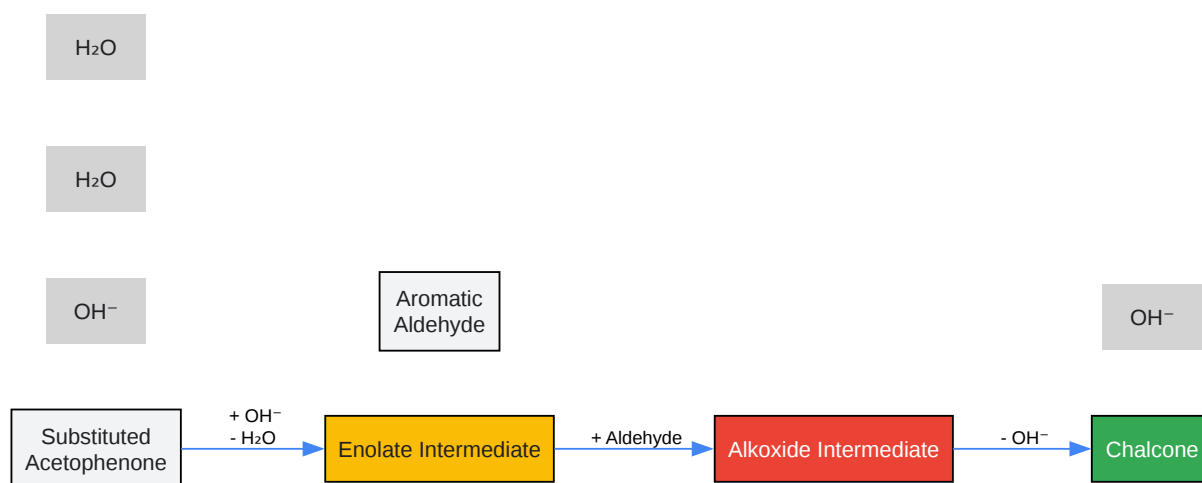 H₂O
H₂O
OH⁻
Aromatic
Aldehyde
OH⁻
Substituted
Acetophenone
+ OH⁻
- H₂O
Enolate Intermediate
+ Aldehyde
Alkoxide Intermediate
- OH⁻
Chalcone